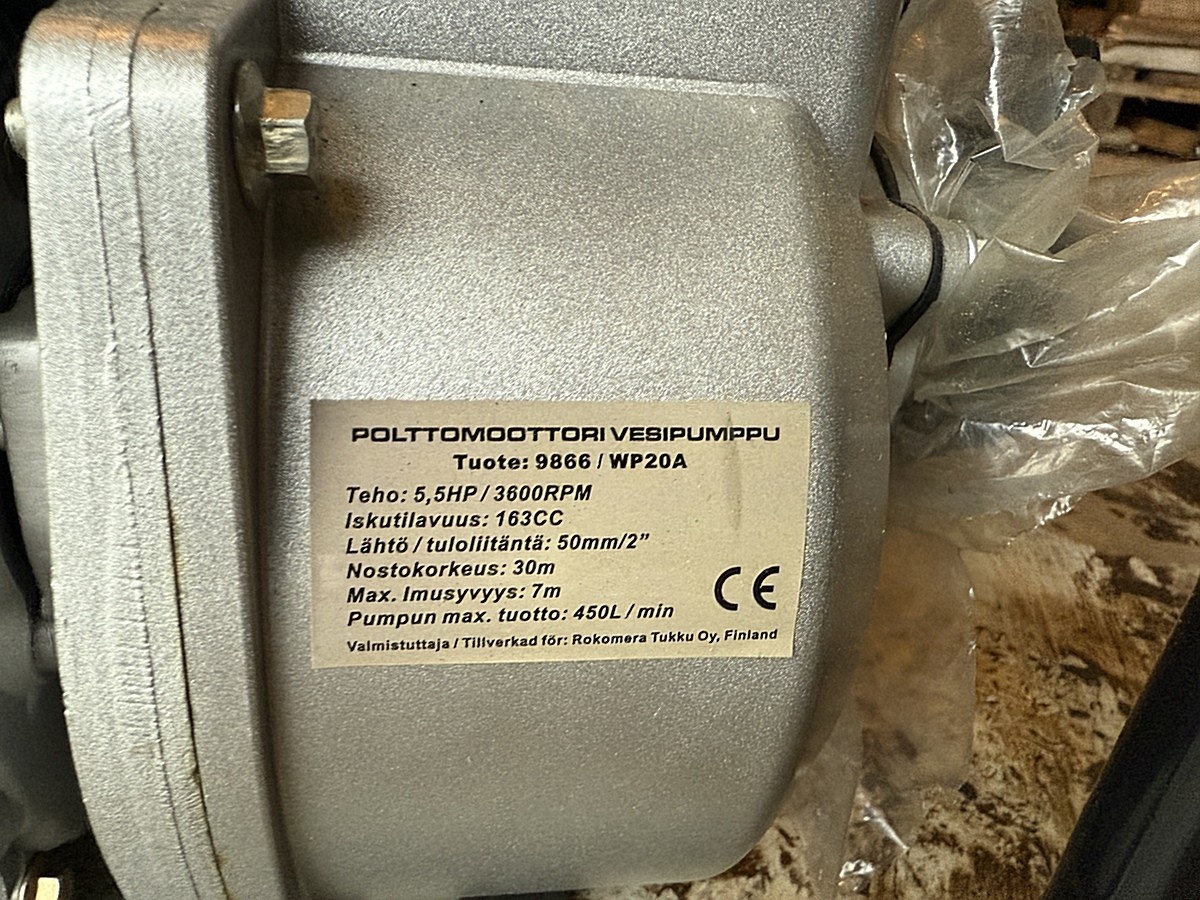 POLTTOMOOTTORI VESIPUMPPU
Tuote: 9866 / WP20A
Teho: 5,5HP / 3600RPM
Iskutilavuus: 163CC
Lähtö / tuloliitäntä: 50mm/2”
Nostokorkeus: 30m
Max. Imusyvyys: 7m
Pumpun max. tuotto: 450L / min
CE
Valmistuttaja / Tillverkad för: Rokomera Tukku Oy, Finland